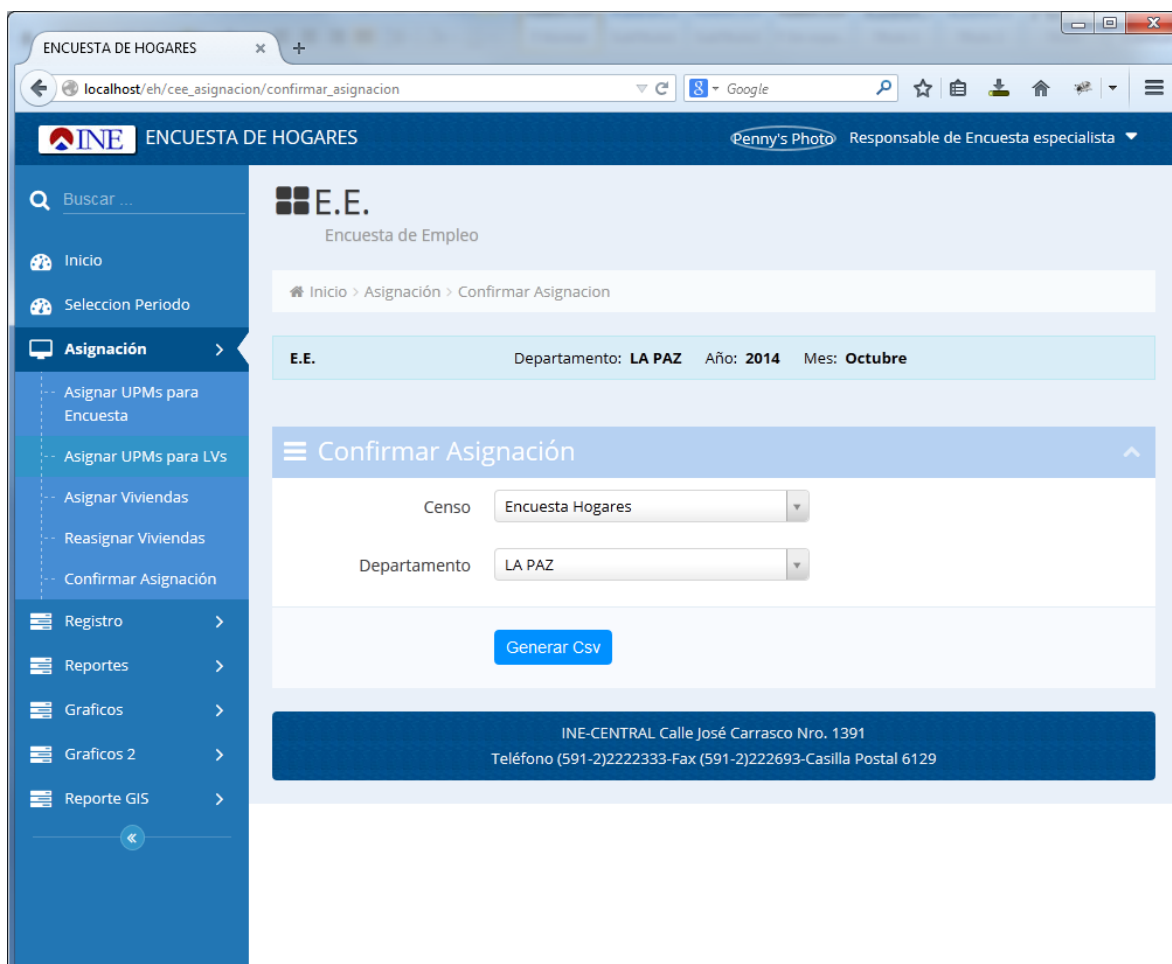 ENCUESTA DE HOGARES
localhost/eh/cee_asignacion/confirmar_asignacion
Google
INE ENCUESTA DE HOGARES
Penny's Photo Responsable de Encuesta especialista
Buscar ...
Inicio
Seleccion Periodo
Asignación
Asignar UPMs para
Encuesta
Asignar UPMs para LVs
Asignar Viviendas
Reasignar Viviendas
Confirmar Asignación
Registro
Reportes
Graficos
Graficos 2
Reporte GIS
E.E.
Encuesta de Empleo
Inicio > Asignación > Confirmar Asignacion
E.E. Departamento: LA PAZ Año: 2014 Mes: Octubre
Confirmar Asignación
Censo Encuesta Hogares
Departamento LA PAZ
Generar Csv
INE-CENTRAL Calle José Carrasco Nro. 1391
Teléfono (591-2)2222333-Fax (591-2)222693-Casilla Postal 6129